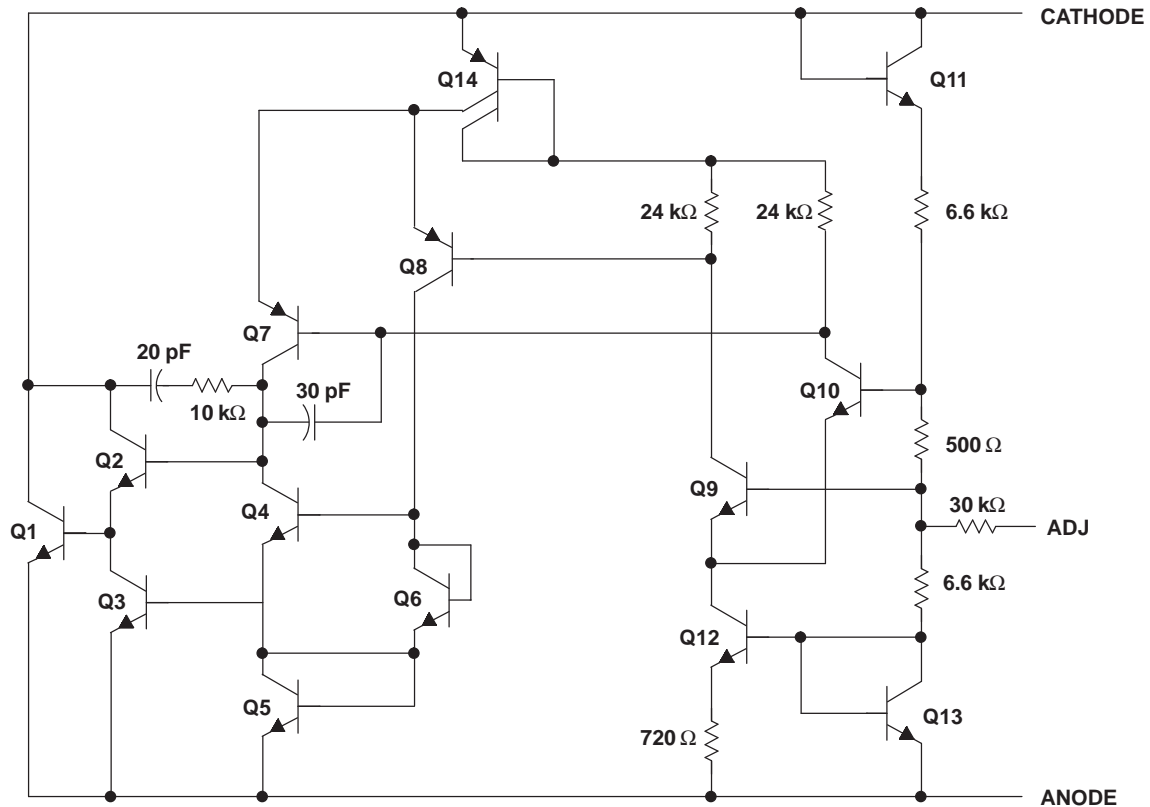 CATHODE
Q14
Q11
24 kΩ
24 kΩ
6.6 kΩ
Q8
Q7
20 pF
10 kΩ
30 pF
Q10
500 Ω
Q2
Q9
30 kΩ
Q4
Q1
ADJ
Q3
Q6
6.6 kΩ
Q12
Q5
Q13
720 Ω
ANODE